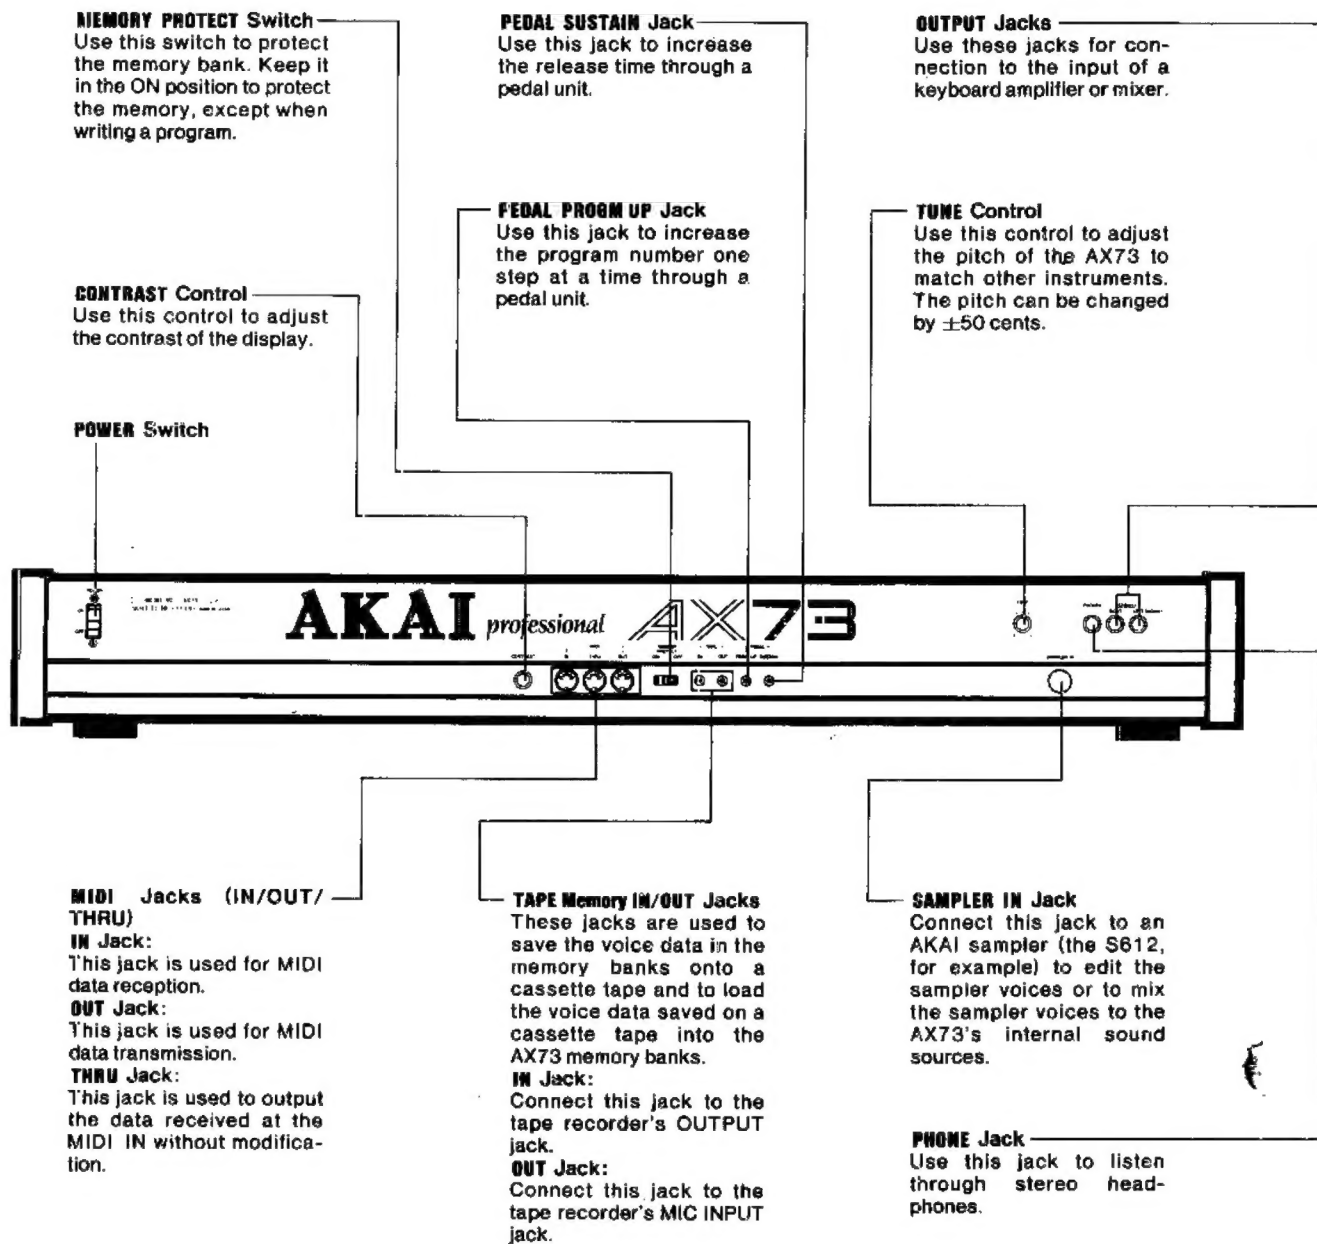 MEMORY PROTECT Switch
Use this switch to protect
the memory bank. Keep it
in the ON position to protect
the memory, except when
writing a program.
CONTRAST Control
Use this control to adjust
the contrast of the display.
POWER Switch
PEDAL SUSTAIN Jack
Use this jack to increase
the release time through a
pedal unit.
PEDAL PROGM UP Jack
Use this jack to increase
the program number one
step at a time through a
pedal unit.
OUTPUT Jacks
Use these jacks for con-
nection to the input of a
keyboard amplifier or mixer.
TUNE Control
Use this control to adjust
the pitch of the AX73 to
match other instruments.
The pitch can be changed
by ±50 cents.
AKAI professional AX73
MIDI Jacks (IN/OUT/
THRU)
IN Jack:
This jack is used for MIDI
data reception.
OUT Jack:
This jack is used for MIDI
data transmission.
THRU Jack:
This jack is used to output
the data received at the
MIDI IN without modifica-
tion.
TAPE Memory IN/OUT Jacks
These jacks are used to
save the voice data in the
memory banks onto a
cassette tape and to load
the voice data saved on a
cassette tape into the
AX73 memory banks.
IN Jack:
Connect this jack to the
tape recorder's OUTPUT
jack.
OUT Jack:
Connect this jack to the
tape recorder's MIC INPUT
jack.
SAMPLER IN Jack
Connect this jack to an
AKAI sampler (the S612,
for example) to edit the
sampler voices or to mix
the sampler voices to the
AX73's internal sound
sources.
PHONE Jack
Use this jack to listen
through stereo head-
phones.